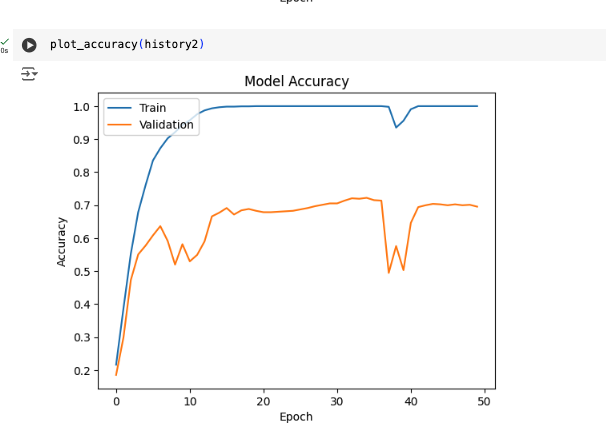 Epoch
0s
plot_accuracy(history2)
Model Accuracy
Train
Validation
1.0
0.9
0.8
0.7
0.6
0.5
0.4
0.3
0.2
Accuracy
0 10 20 30 40 50
Epoch